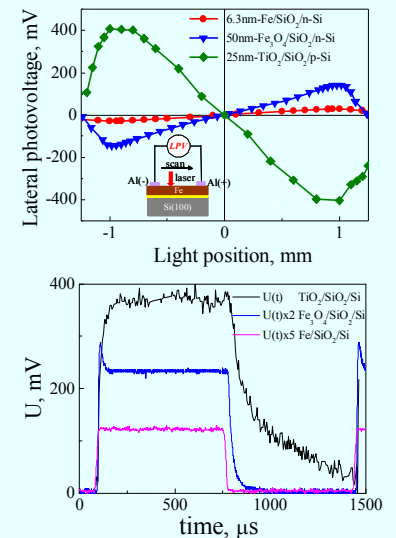 Lateral photovoltage, mV
400
200
0
-200
-400
6.3nm-Fe/SiO₂/n-Si
50nm-Fe₃O₄/SiO₂/n-Si
25nm-TiO₂/SiO₂/p-Si
LPV
scan
laser
Al(-)
Al(+)
Fe
Si(100)
-1
0
1
Light position, mm
U, mV
400
200
0
U(t) TiO₂/SiO₂/Si
U(t)x2 Fe₃O₄/SiO₂/Si
U(t)x5 Fe/SiO₂/Si
0
500
1000
1500
time, μs